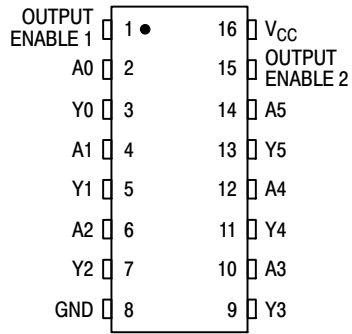 OUTPUT
ENABLE 1 1 16 VCC
A0 2 15 OUTPUT
ENABLE 2
Y0 3 14 A5
A1 4 13 Y5
Y1 5 12 A4
A2 6 11 Y4
Y2 7 10 A3
GND 8 9 Y3